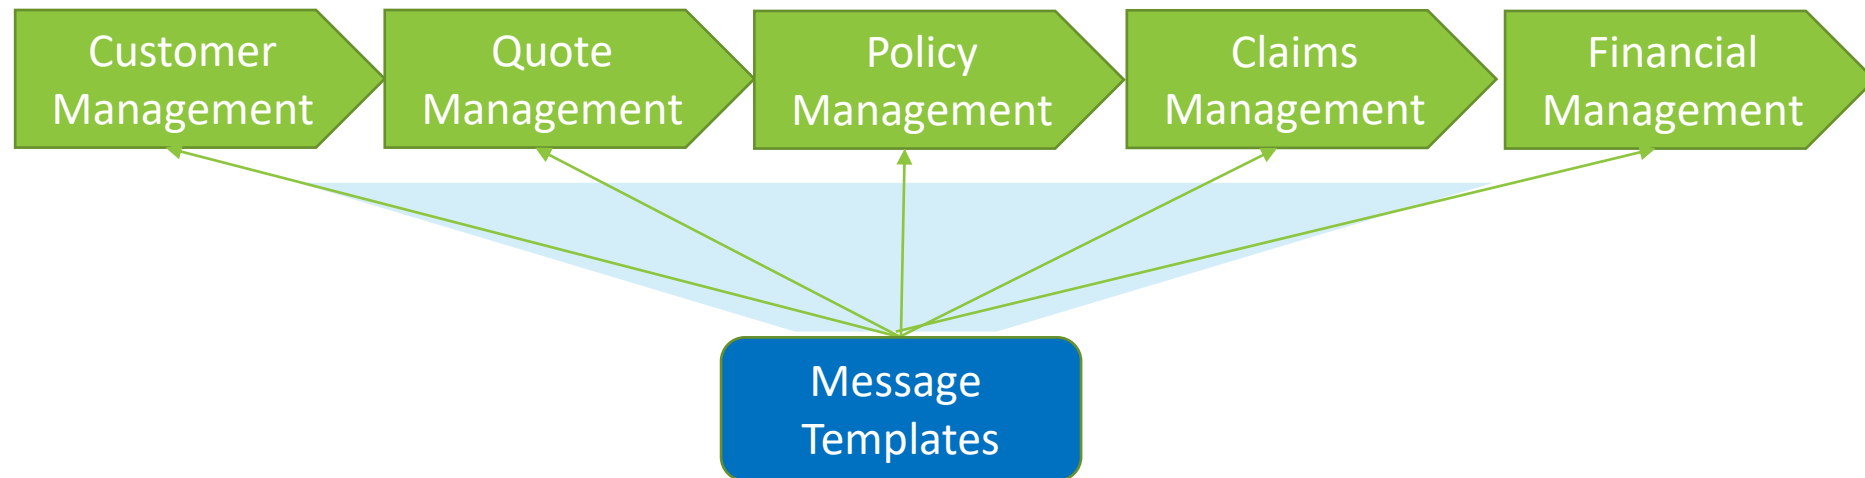 Customer
Management
Quote
Management
Policy
Management
Claims
Management
Financial
Management
Message
Templates